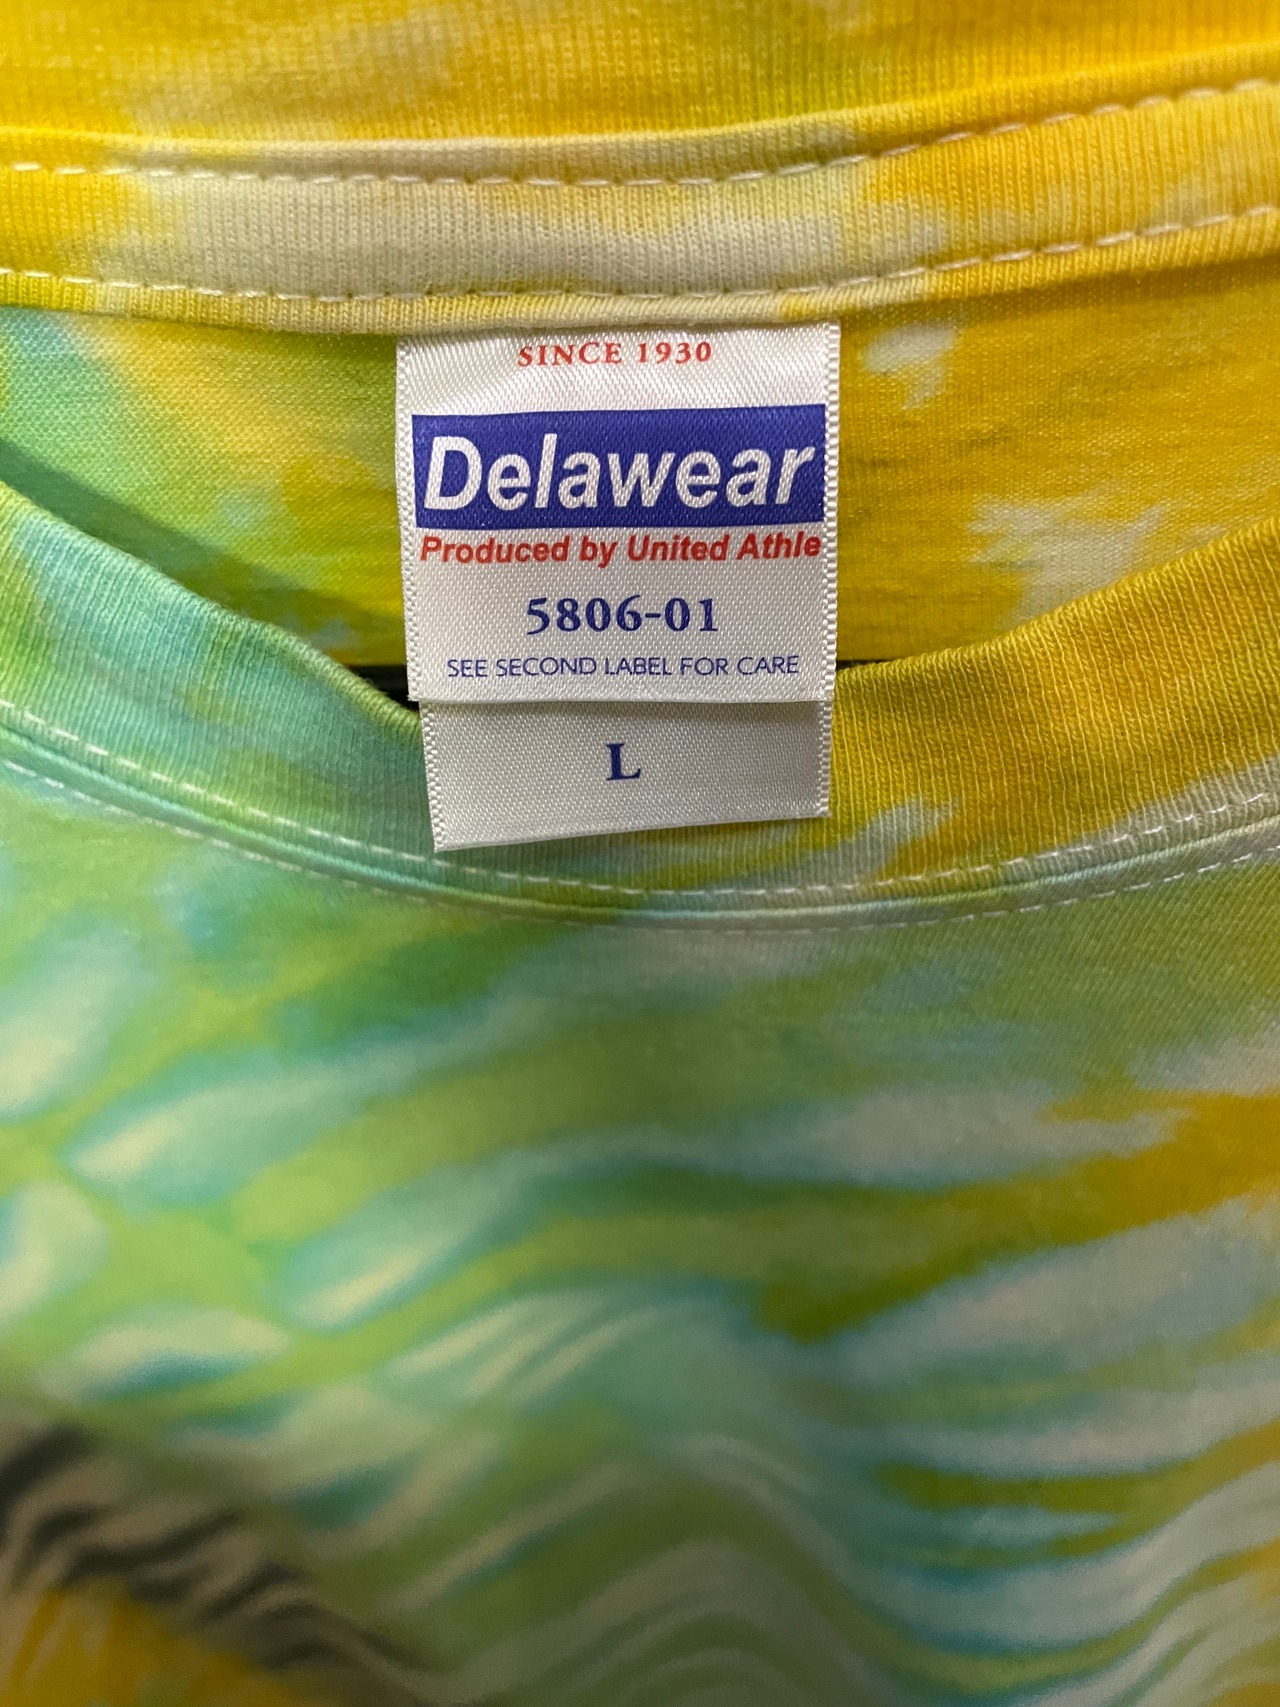 SINCE 1930
Delawear
Produced by United Athle
5806-01
SEE SECOND LABEL FOR CARE
L